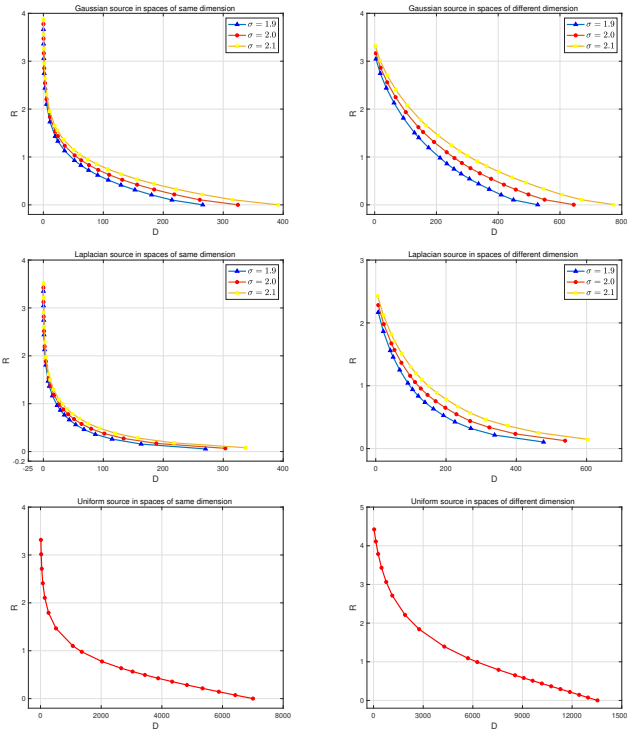 Gaussian source in spaces of same dimension
4
3
2
1
0
R
0
100
200
300
400
D
σ = 1.9
σ = 2.0
σ = 2.1
Gaussian source in spaces of different dimension
4
3
2
1
0
R
0
200
400
600
800
D
σ = 1.9
σ = 2.0
σ = 2.1
Laplacian source in spaces of same dimension
4
3
2
1
0
-0.2
R
-25
0
100
200
300
400
D
σ = 1.9
σ = 2.0
σ = 2.1
Laplacian source in spaces of different dimension
3
2
1
0
R
0
200
400
600
D
σ = 1.9
σ = 2.0
σ = 2.1
Uniform source in spaces of same dimension
4
3
2
1
0
R
0
2000
4000
6000
8000
D
Uniform source in spaces of different dimension
5
4
3
2
1
0
R
0
3000
6000
9000
12000
15000
D